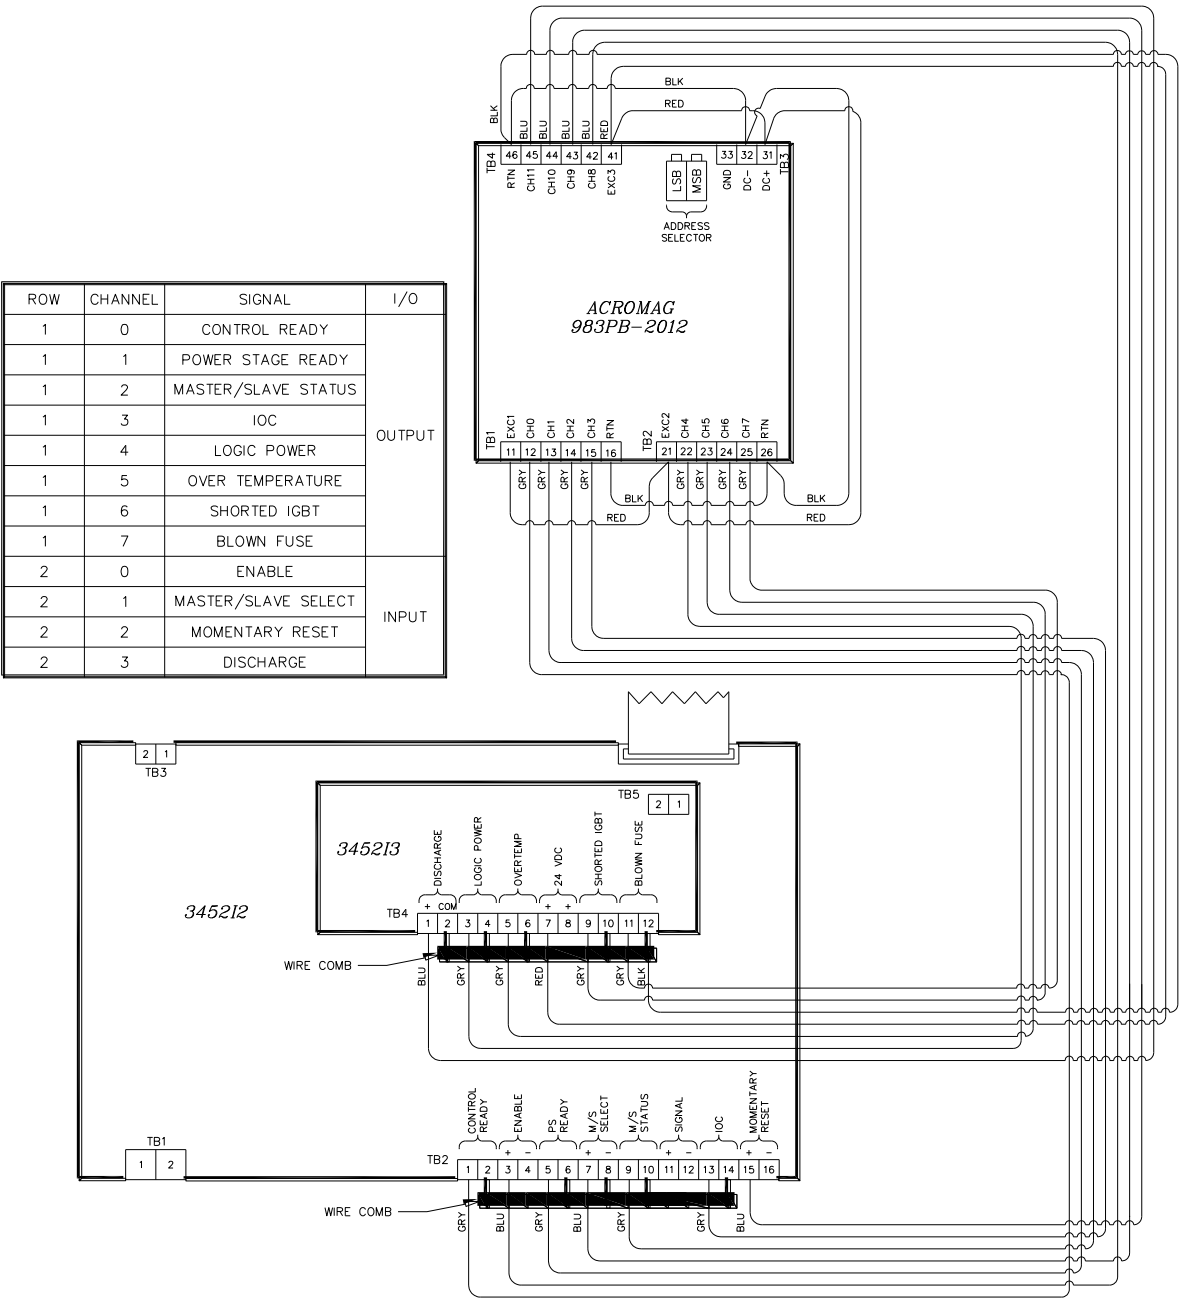 BLK
RED
BLK
BLU
BLU
BLU
BLU
RED
TB4
46
45
44
43
42
41
33
32
31
TB3
RTN
CH11
CH10
CH9
CH8
EXC3
LSB
MSB
GND
DC-
DC+
ADDRESS
SELECTOR
ACROMAG
983PB-2012
TB1
EXC1
CH0
CH1
CH2
CH3
RTN
TB2
EXC2
CH4
CH5
CH6
CH7
RTN
11
12
13
14
15
16
21
22
23
24
25
26
GRY
GRY
GRY
GRY
GRY
GRY
GRY
GRY
BLK
BLK
RED
RED
ROW CHANNEL SIGNAL I/O
1 0 CONTROL READY
1 1 POWER STAGE READY
1 2 MASTER/SLAVE STATUS
1 3 IOC
OUTPUT
1 4 LOGIC POWER
1 5 OVER TEMPERATURE
1 6 SHORTED IGBT
1 7 BLOWN FUSE
2 0 ENABLE
2 1 MASTER/SLAVE SELECT
INPUT
2 2 MOMENTARY RESET
2 3 DISCHARGE
2 1
TB3
TB5
2 1
3452I3
3452I2
DISCHARGE
LOGIC POWER
OVERTEMP
24 VDC
SHORTED IGBT
BLOWN FUSE
+ COM + +
TB4
1 2 3 4 5 6 7 8 9 10 11 12
WIRE COMB
BLU
GRY
GRY
RED
GRY
GRY
BLK
CONTROL
READY
ENABLE
PS
READY
M/S
SELECT
M/S
STATUS
SIGNAL
IOC
MOMENTARY
RESET
+ - + - + - + -
TB1
1 2
TB2
1 2 3 4 5 6 7 8 9 10 11 12 13 14 15 16
WIRE COMB
GRY
BLU
GRY
BLU
GRY
GRY
BLU